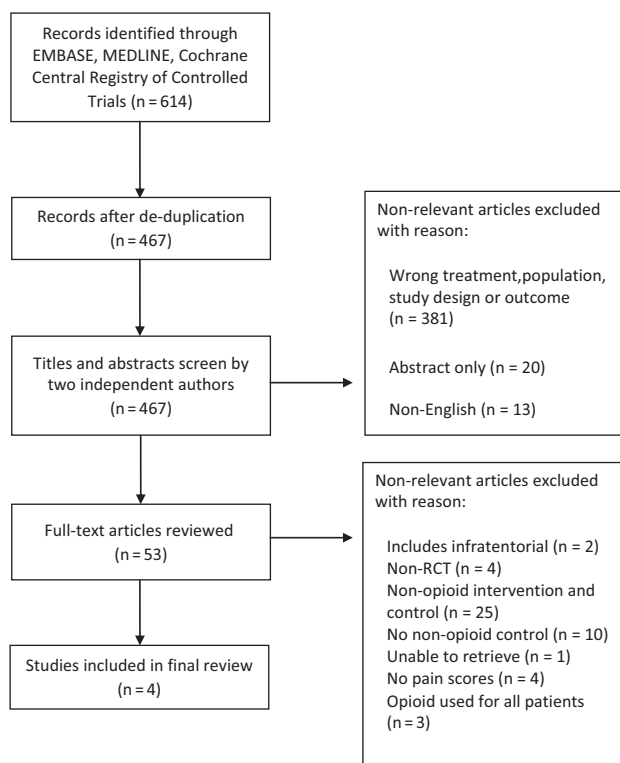 Records identified through
EMBASE, MEDLINE, Cochrane
Central Registry of Controlled
Trials (n = 614)
Records after de-duplication
(n = 467)
Titles and abstracts screen by
two independent authors
(n = 467)
Non-relevant articles excluded
with reason:
Wrong treatment,population,
study design or outcome
(n = 381)
Abstract only (n = 20)
Non-English (n = 13)
Full-text articles reviewed
(n = 53)
Non-relevant articles excluded
with reason:
Includes infratentorial (n = 2)
Non-RCT (n = 4)
Non-opioid intervention and
control (n = 25)
No non-opioid control (n = 10)
Unable to retrieve (n = 1)
No pain scores (n = 4)
Opioid used for all patients
(n = 3)
Studies included in final review
(n = 4)